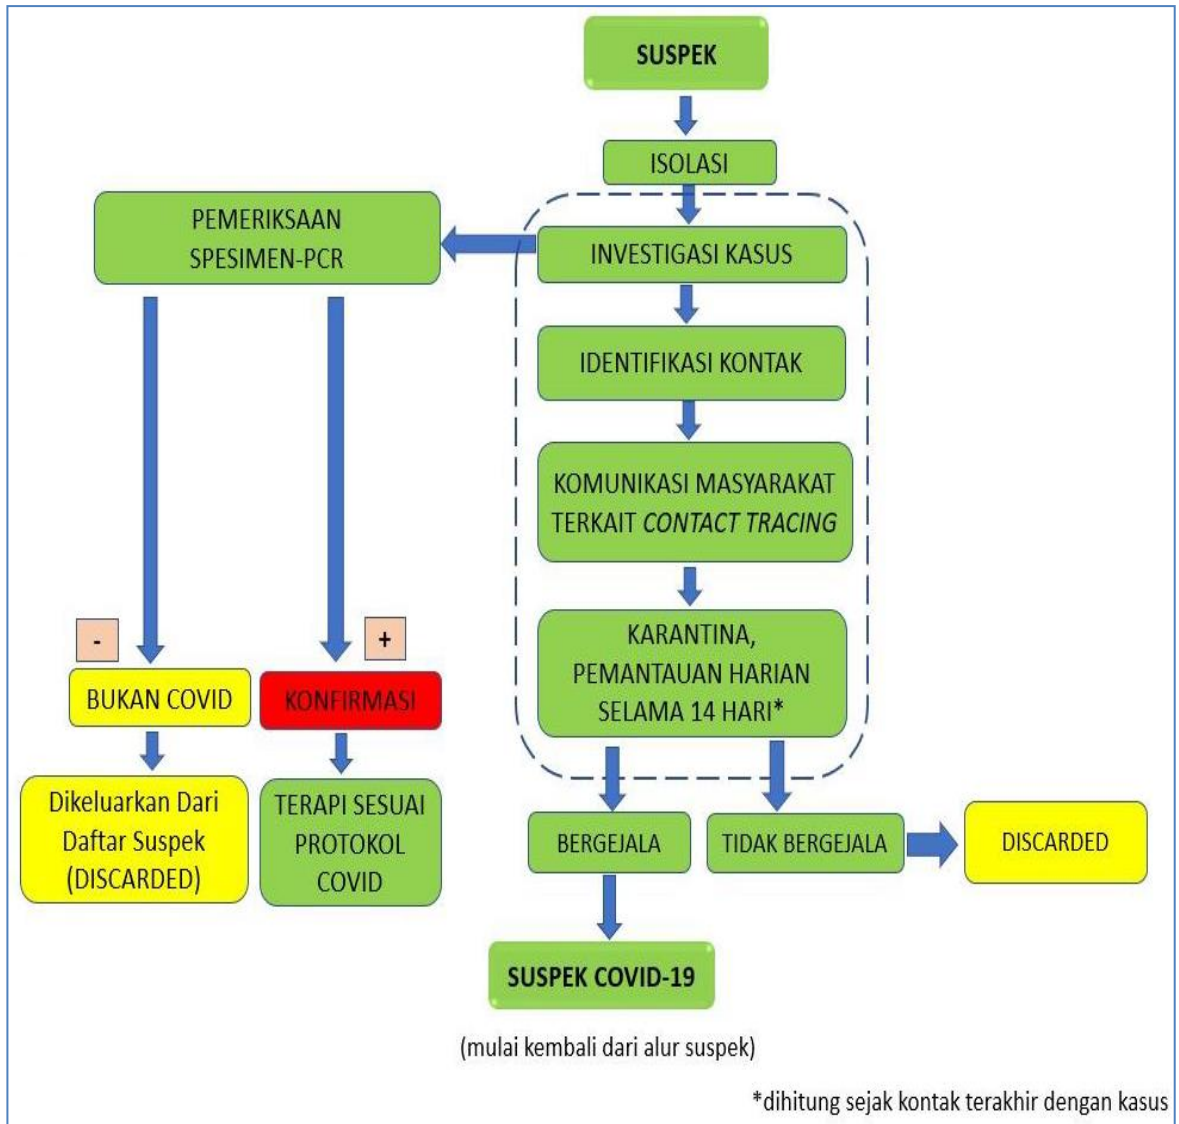 SUSPEK
ISOLASI
PEMERIKSAAN
SPESIMEN-PCR
INVESTIGASI KASUS
IDENTIFIKASI KONTAK
KOMUNIKASI MASYARAKAT
TERKAIT CONTACT TRACING
KARANTINA,
PEMANTAUAN HARIAN
SELAMA 14 HARI*
-
+
BUKAN COVID
KONFIRMASI
Dikeluarkan Dari
Daftar Suspek
(DISCARDED)
TERAPI SESUAI
PROTOKOL
COVID
BERGEJALA
TIDAK BERGEJALA
DISCARDED
SUSPEK COVID-19
(mulai kembali dari alur suspek)
*dihitung sejak kontak terakhir dengan kasus